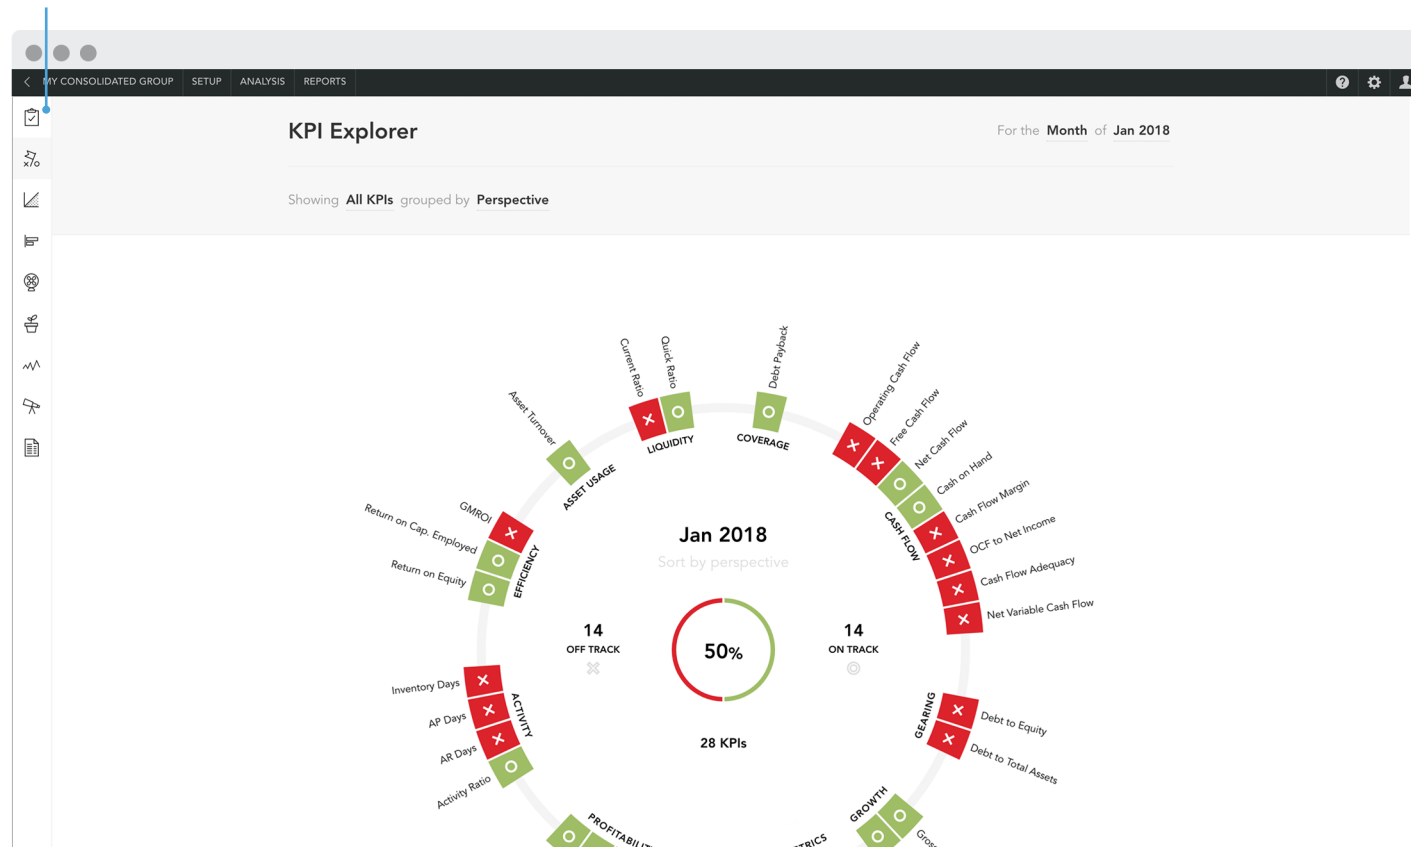 MY CONSOLIDATED GROUP SETUP ANALYSIS REPORTS
KPI Explorer
For the Month of Jan 2018
Showing All KPIs grouped by Perspective
Current Ratio
Quick Ratio
LIQUIDITY
Debt Payback
COVERAGE
Operating Cash Flow
Free Cash Flow
Net Cash Flow
Cash on Hand
Cash Flow Margin
OCF to Net Income
Cash Flow Adequacy
Net Variable Cash Flow
CASH FLOW
Asset Turnover
ASSET USAGE
GMROI
Return on Cap. Employed
Return on Equity
EFFICIENCY
Jan 2018
Sort by perspective
14
OFF TRACK
50%
14
ON TRACK
28 KPIs
Inventory Days
AP Days
AR Days
Activity Ratio
ACTIVITY
GEARING
Debt to Equity
Debt to Total Assets
GROWTH